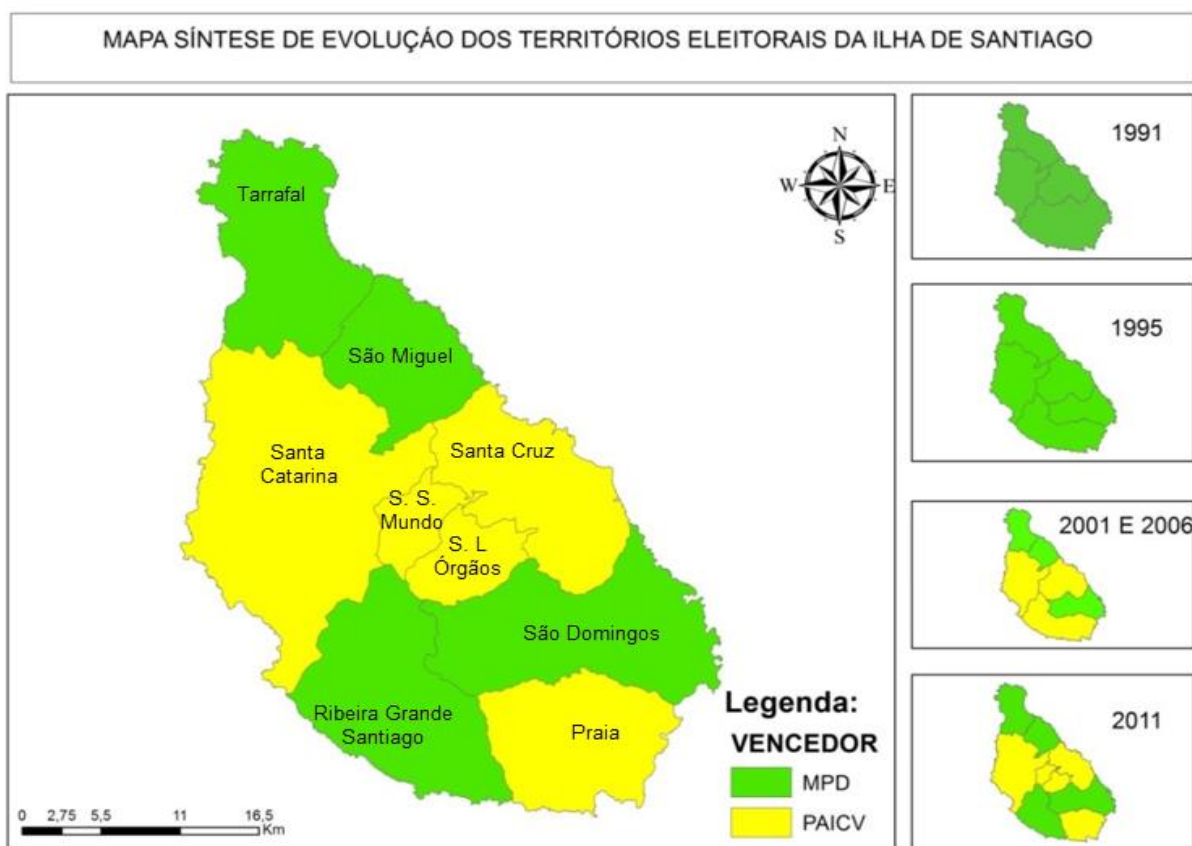 MAPA SÍNTESE DE EVOLUÇÁO DOS TERRITÓRIOS ELEITORAIS DA ILHA DE SANTIAGO
N
W E
S
Tarrafal
São Miguel
Santa
Catarina
Santa Cruz
S. S.
Mundo
S. L
Órgãos
São Domingos
Ribeira Grande
Santiago
Praia
Legenda:
VENCEDOR
MPD
PAICV
0 2,75 5,5 11 16,5
Km
1991
1995
2001 E 2006
2011